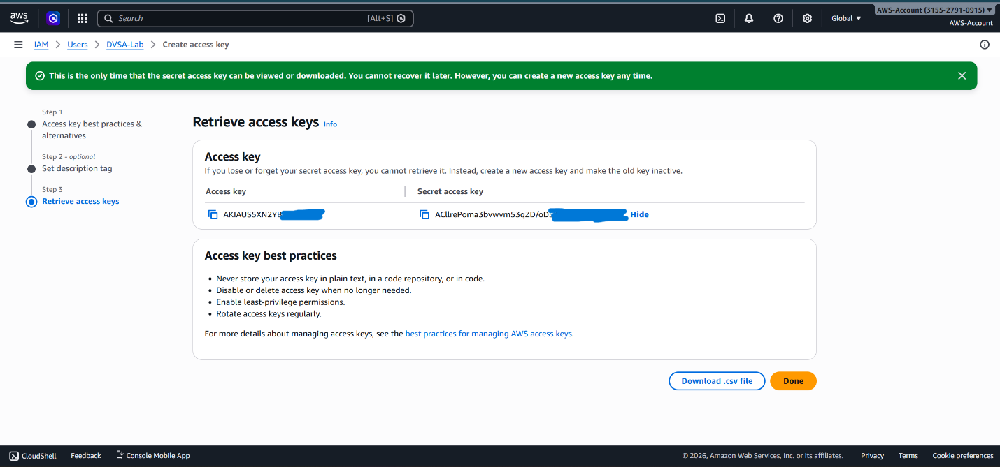 aws
Search [Alt+S] Global AWS-Account (3155-2791-0915)
AWS-Account
IAM > Users > DVSA-Lab > Create access key
This is the only time that the secret access key can be viewed or downloaded. You cannot recover it later. However, you can create a new access key any time.
Step 1
Access key best practices &
alternatives
Step 2 - optional
Set description tag
Step 3
Retrieve access keys
Retrieve access keys Info
Access key
If you lose or forget your secret access key, you cannot retrieve it. Instead, create a new access key and make the old key inactive.
Access key Secret access key
AKIAUS5XN2YB ACllrePoma3bvwvm53qZD/oD5 Hide
Access key best practices
• Never store your access key in plain text, in a code repository, or in code.
• Disable or delete access key when no longer needed.
• Enable least-privilege permissions.
• Rotate access keys regularly.
For more details about managing access keys, see the best practices for managing AWS access keys.
Download .csv file Done
CloudShell Feedback Console Mobile App © 2026, Amazon Web Services, Inc. or its affiliates. Privacy Terms Cookie preferences